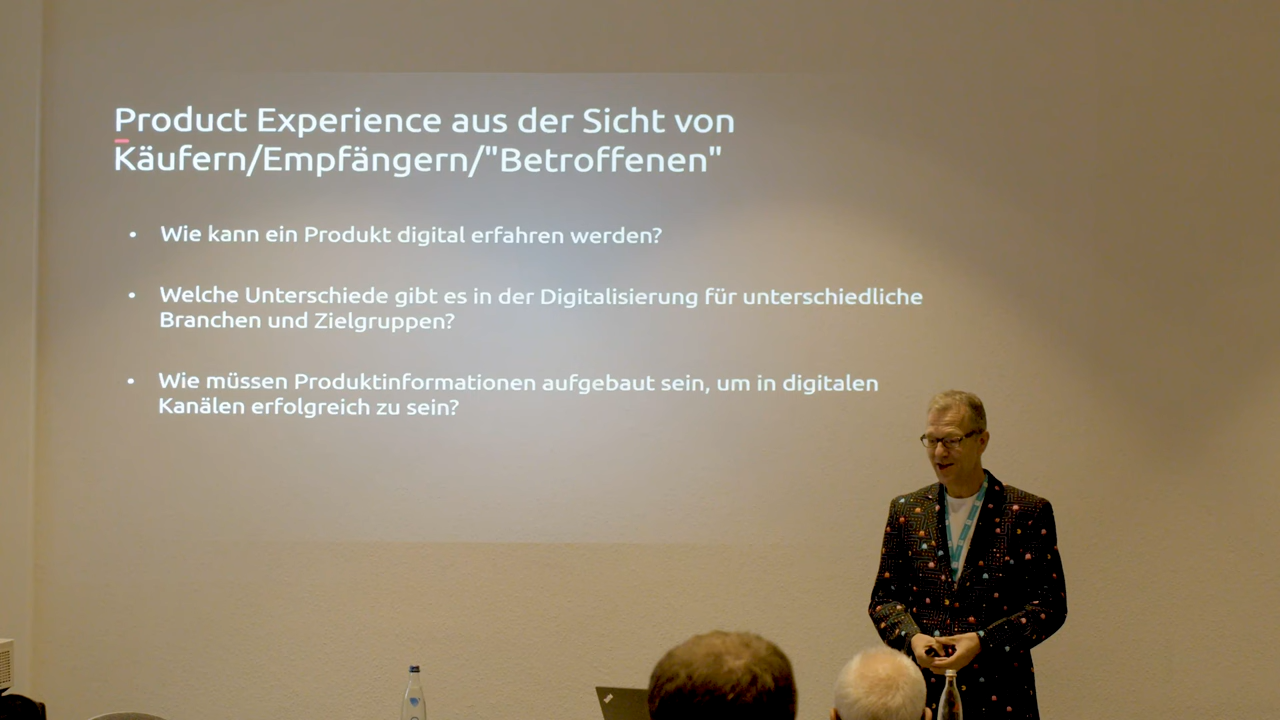 Product Experience aus der Sicht von
Käufern/Empfängern/"Betroffenen"
• Wie kann ein Produkt digital erfahren werden?
• Welche Unterschiede gibt es in der Digitalisierung für unterschiedliche
Branchen und Zielgruppen?
• Wie müssen Produktinformationen aufgebaut sein, um in digitalen
Kanälen erfolgreich zu sein?